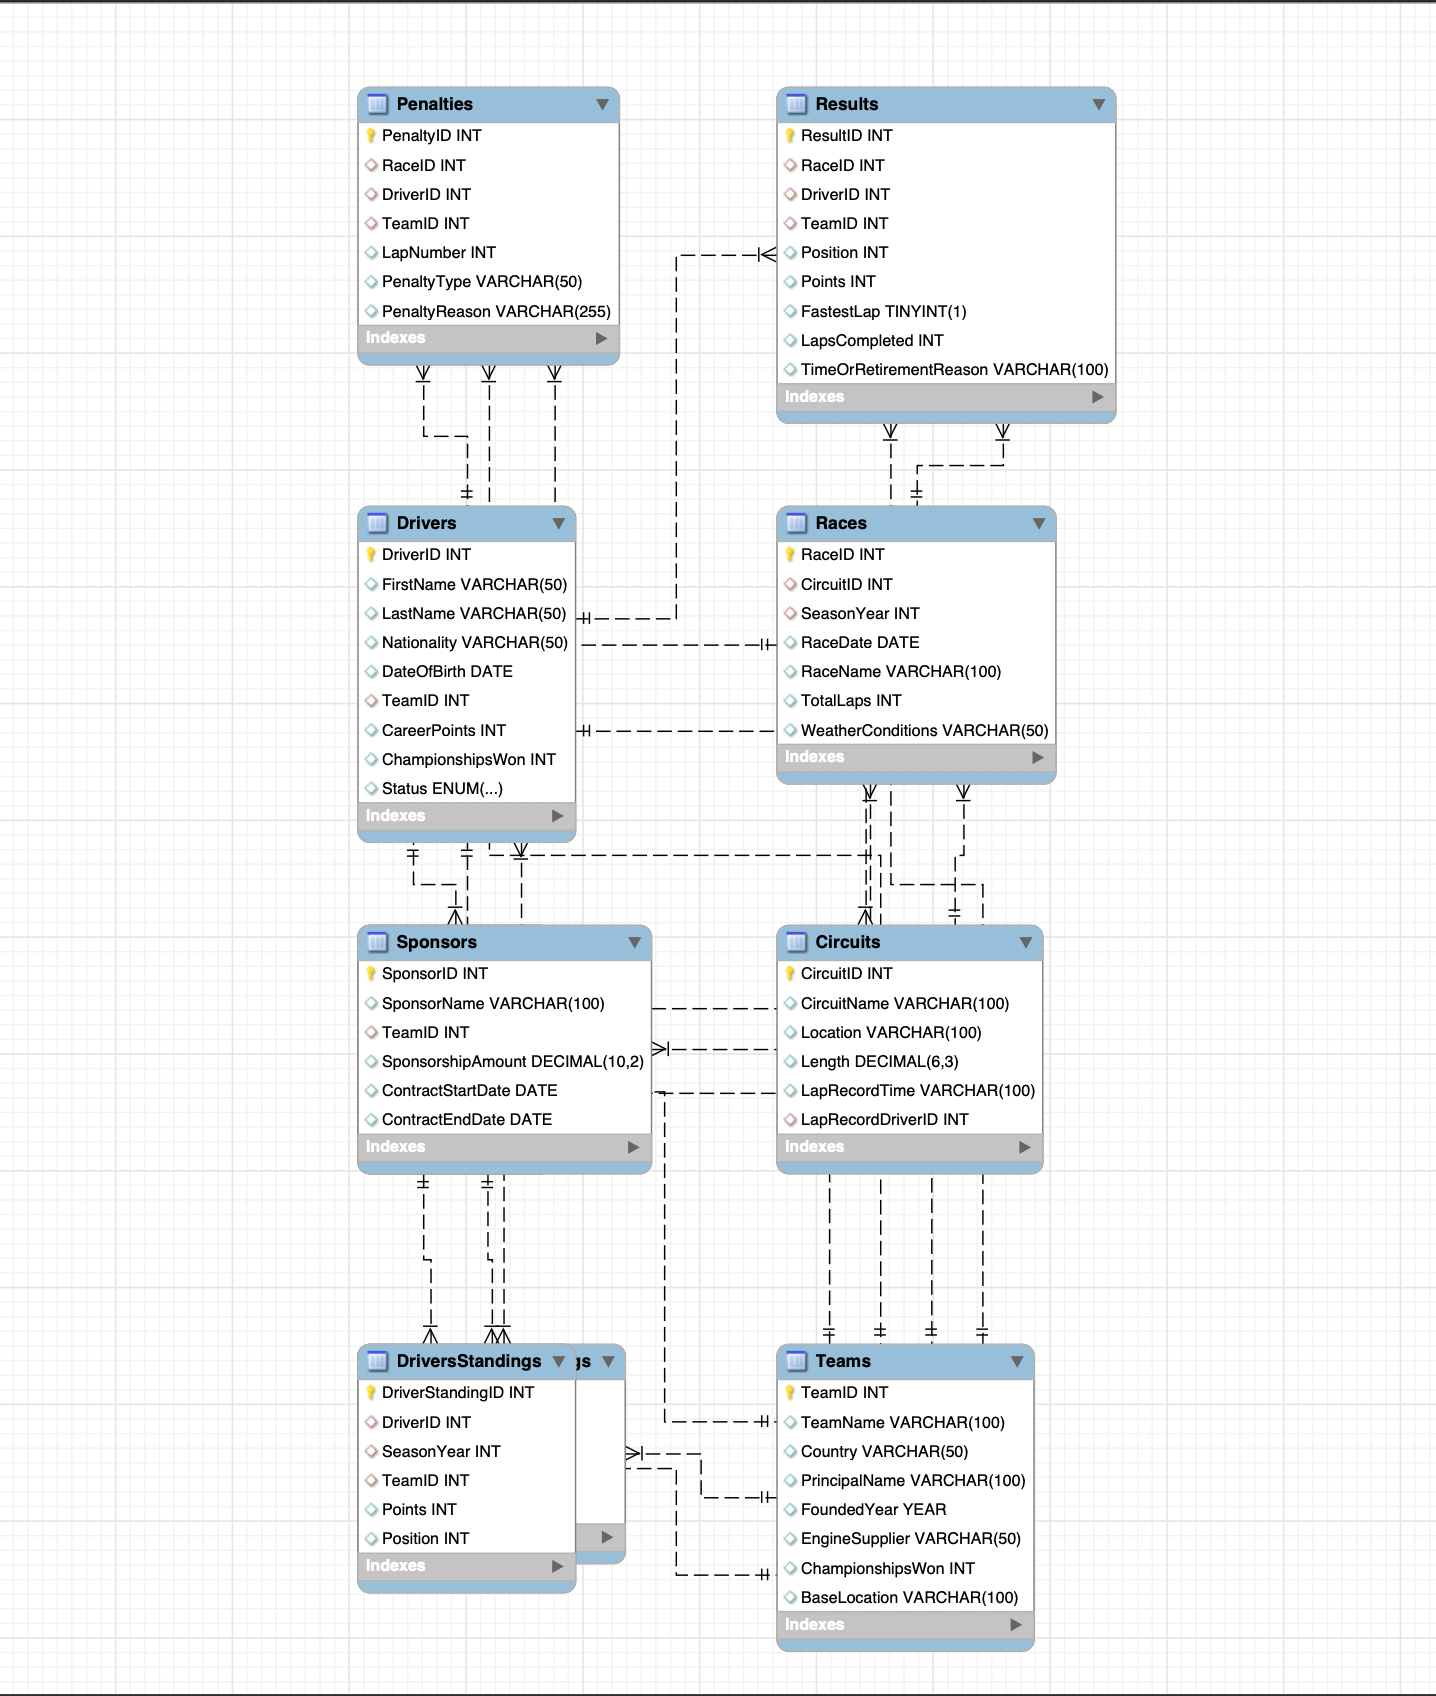 Penalties
PenaltyID INT
RaceID INT
DriverID INT
TeamID INT
LapNumber INT
PenaltyType VARCHAR(50)
PenaltyReason VARCHAR(255)
Indexes
Results
ResultID INT
RaceID INT
DriverID INT
TeamID INT
Position INT
Points INT
FastestLap TINYINT(1)
LapsCompleted INT
TimeOrRetirementReason VARCHAR(100)
Indexes
Drivers
DriverID INT
FirstName VARCHAR(50)
LastName VARCHAR(50)
Nationality VARCHAR(50)
DateOfBirth DATE
TeamID INT
CareerPoints INT
ChampionshipsWon INT
Status ENUM(...)
Indexes
Races
RaceID INT
CircuitID INT
SeasonYear INT
RaceDate DATE
RaceName VARCHAR(100)
TotalLaps INT
WeatherConditions VARCHAR(50)
Indexes
Sponsors
SponsorID INT
SponsorName VARCHAR(100)
TeamID INT
SponsorshipAmount DECIMAL(10,2)
ContractStartDate DATE
ContractEndDate DATE
Indexes
Circuits
CircuitID INT
CircuitName VARCHAR(100)
Location VARCHAR(100)
Length DECIMAL(6,3)
LapRecordTime VARCHAR(100)
LapRecordDriverID INT
Indexes
DriversStandings
gs
DriverStandingID INT
DriverID INT
SeasonYear INT
TeamID INT
Points INT
Position INT
Indexes
Teams
TeamID INT
TeamName VARCHAR(100)
Country VARCHAR(50)
PrincipalName VARCHAR(100)
FoundedYear YEAR
EngineSupplier VARCHAR(50)
ChampionshipsWon INT
BaseLocation VARCHAR(100)
Indexes